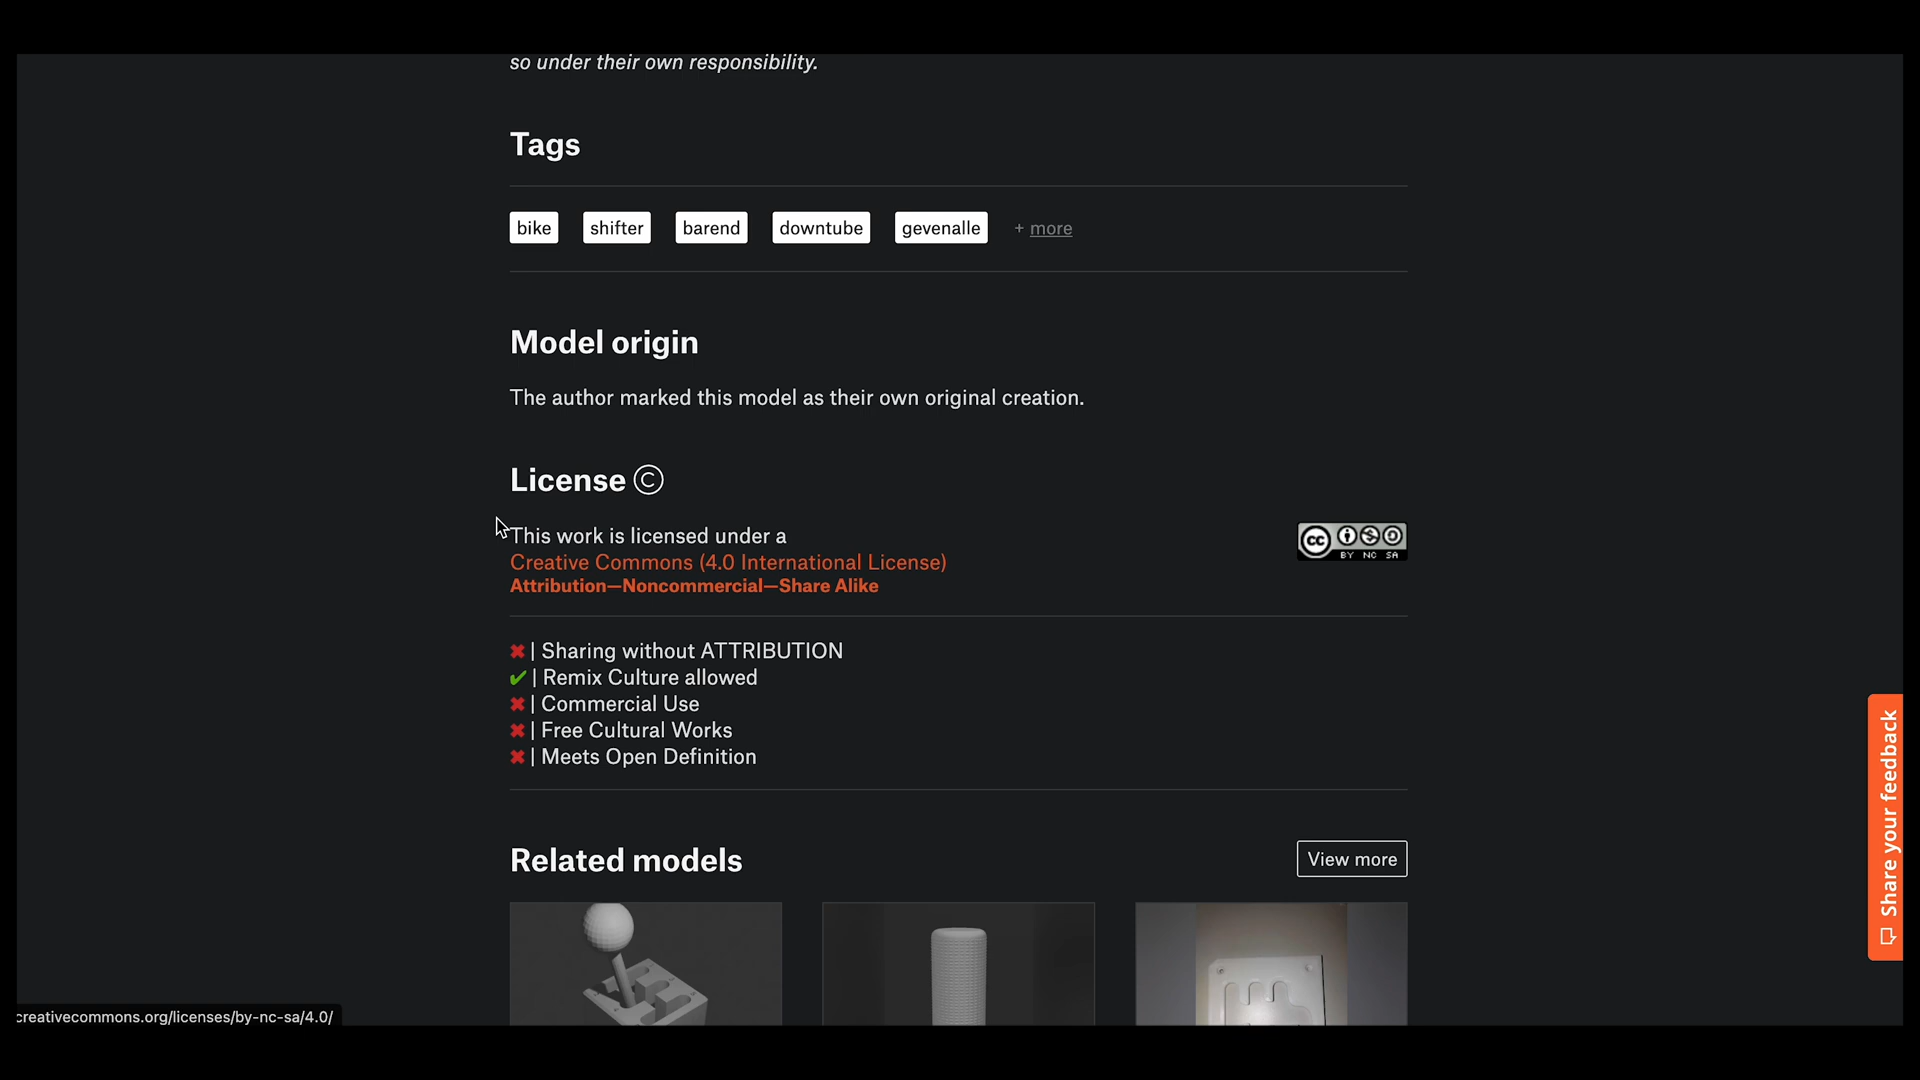 so under their own responsibility.
Tags
bike shifter barend downtube gevenalle + more
Model origin
The author marked this model as their own original creation.
License ©
This work is licensed under a
Creative Commons (4.0 International License)
Attribution—Noncommercial—Share Alike
cc BY NC SA
✖ | Sharing without ATTRIBUTION
✔ | Remix Culture allowed
✖ | Commercial Use
✖ | Free Cultural Works
✖ | Meets Open Definition
Related models
View more
Share your feedback
creativecommons.org/licenses/by-nc-sa/4.0/